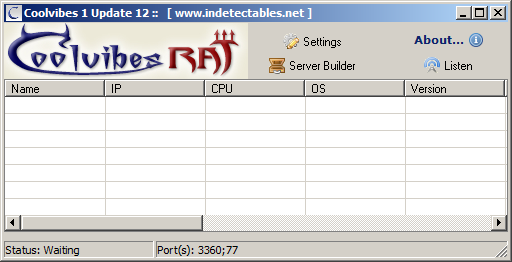 Coolvibes 1 Update 12 :: [ www.indetectables.net ]
Coolvibes RAT
Settings
About...
Server Builder
Listen
Name IP CPU OS Version
Status: Waiting Port(s): 3360;77